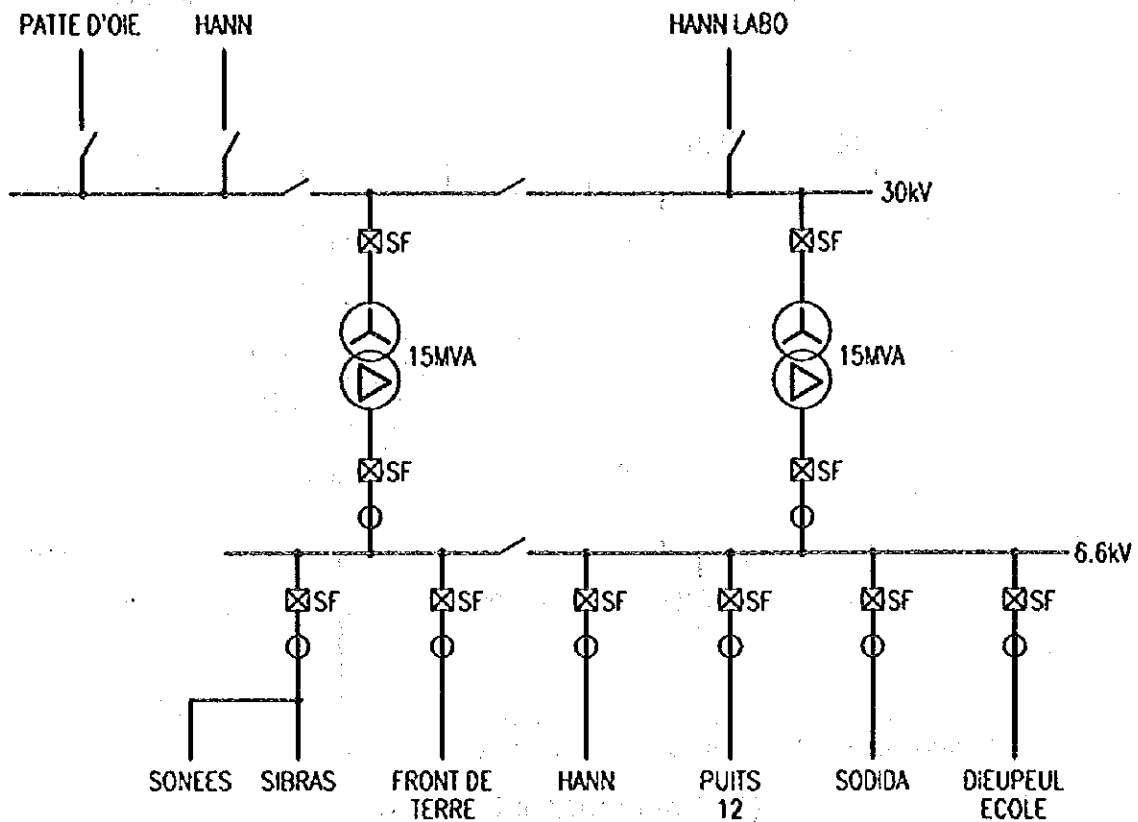 PATTE D'OIE
HANN
HANN LABO
30kV
SF
SF
15MVA
15MVA
SF
SF
6.6kV
SF
SF
SF
SF
SF
SF
SONEES
SIBRAS
FRONT DE
TERRE
HANN
PUITS
12
SODIDA
DIEUPEUL
ECOLE